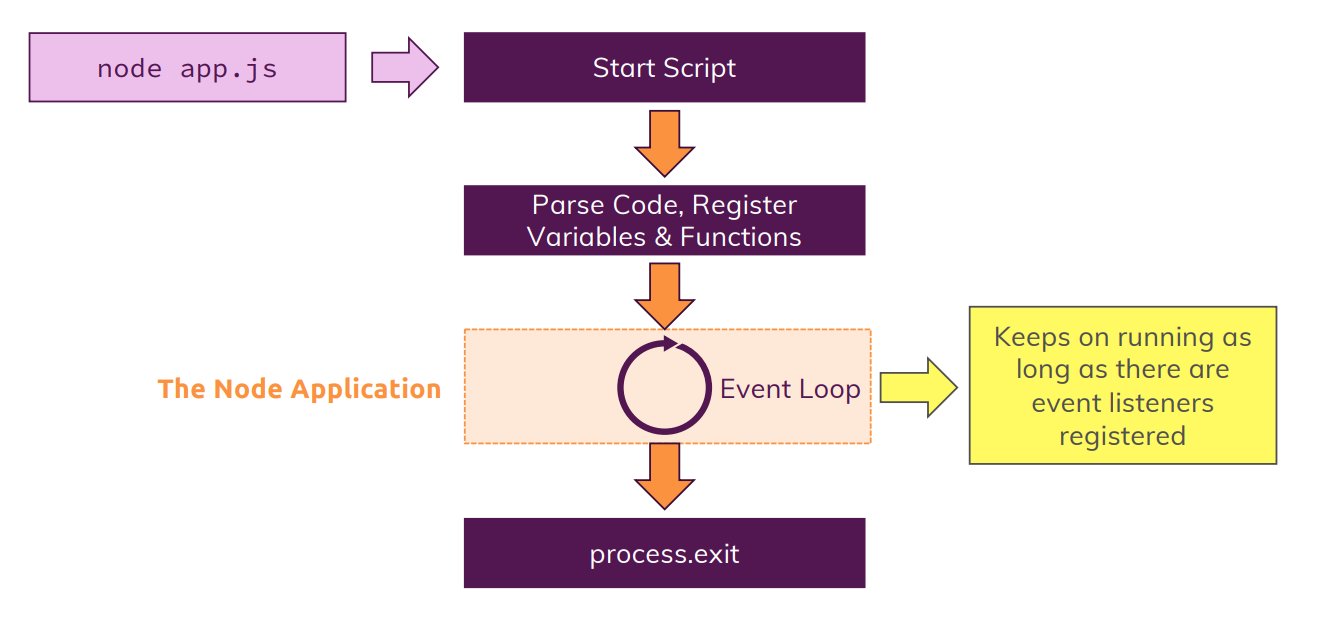 node app.js
Start Script
Parse Code, Register
Variables & Functions
The Node Application
Event Loop
Keeps on running as
long as there are
event listeners
registered
process.exit